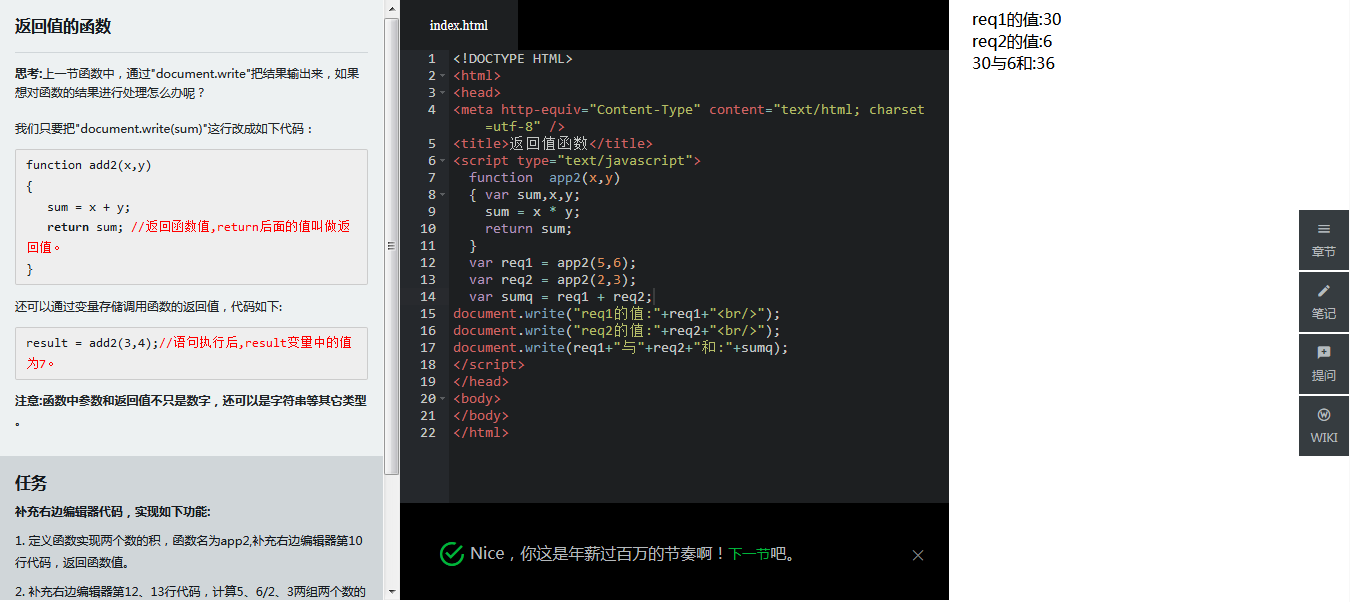 返回值的函数
思考:上一节函数中，通过"document.write"把结果输出来，如果
想对函数的结果进行处理怎么办呢？
我们只要把"document.write(sum)"这行改成如下代码：
function add2(x,y)
{
sum = x + y;
return sum; //返回函数值,return后面的值叫做返
回值。
}
还可以通过变量存储调用函数的返回值，代码如下:
result = add2(3,4);//语句执行后,result变量中的值
为7。
注意:函数中参数和返回值不只是数字，还可以是字符串等其它类型
。
任务
补充右边编辑器代码，实现如下功能:
1. 定义函数实现两个数的积，函数名为app2,补充右边编辑器第10
行代码，返回函数值。
2. 补充右边编辑器第12、13行代码，计算5、6/2、3两组两个数的
index.html
1 <!DOCTYPE HTML>
2 <html>
3 <head>
4 <meta http-equiv="Content-Type" content="text/html; charset
=utf-8" />
5 <title>返回值函数</title>
6 <script type="text/javascript">
7 function  app2(x,y)
8 { var sum,x,y;
9 sum = x * y;
10 return sum;
11 }
12 var req1 = app2(5,6);
13 var req2 = app2(2,3);
14 var sumq = req1 + req2;
15 document.write("req1的值:"+req1+"<br/>");
16 document.write("req2的值:"+req2+"<br/>");
17 document.write(req1+"与"+req2+"和:"+sumq);
18 </script>
19 </head>
20 <body>
21 </body>
22 </html>
Nice，你这是年薪过百万的节奏啊！下一节吧。
req1的值:30
req2的值:6
30与6和:36
章节
笔记
提问
WIKI